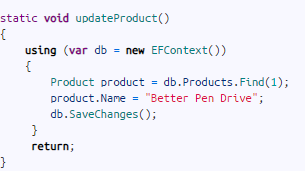 static void updateProduct()
{
    using (var db = new EFContext())
    {
        Product product = db.Products.Find(1);
        product.Name = "Better Pen Drive";
        db.SaveChanges();
     }
     return;
}